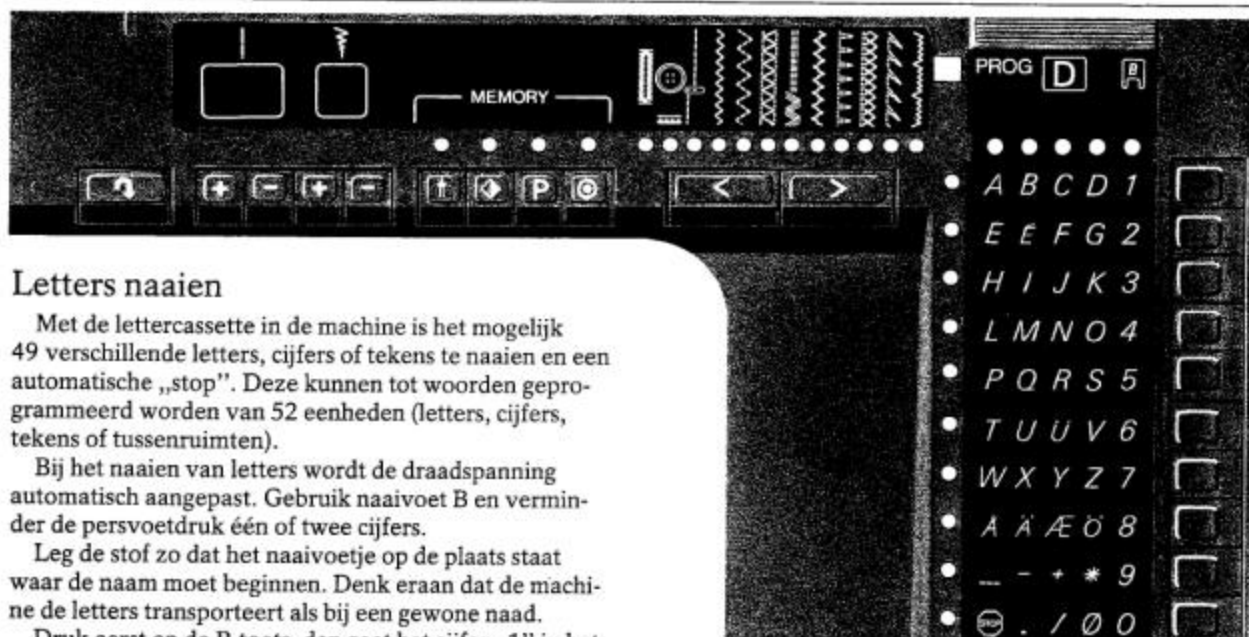 MEMORY
PROG D B
+ − + − P < >
A B C D 1
E É F G 2
H I J K 3
L M N O 4
P Q R S 5
T U Ü V 6
W X Y Z 7
Å Ä Æ Ö 8
_ - + * 9
STOP . / Ø 0
Letters naaien
Met de lettercassette in de machine is het mogelijk
49 verschillende letters, cijfers of tekens te naaien en een
automatische „stop”. Deze kunnen tot woorden gepro-
grammeerd worden van 52 eenheden (letters, cijfers,
tekens of tussenruimten).
Bij het naaien van letters wordt de draadspanning
automatisch aangepast. Gebruik naaivoet B en vermin-
der de persvoetdruk één of twee cijfers.
Leg de stof zo dat het naaivoetje op de plaats staat
waar de naam moet beginnen. Denk eraan dat de machi-
ne de letters transporteert als bij een gewone naad.